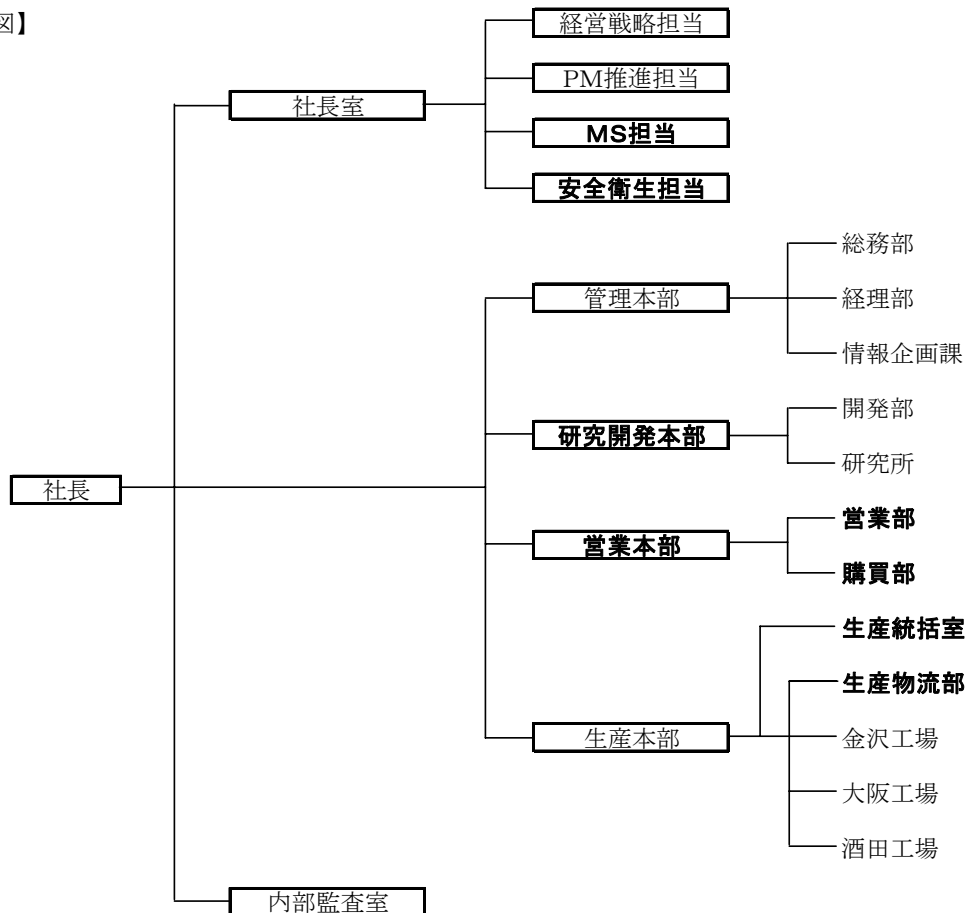 図】
経営戦略担当
PM推進担当
社長室
MS担当
安全衛生担当
総務部
管理本部
経理部
情報企画課
開発部
研究開発本部
研究所
社長
営業部
営業本部
購買部
生産統括室
生産物流部
生産本部
金沢工場
大阪工場
酒田工場
内部監査室